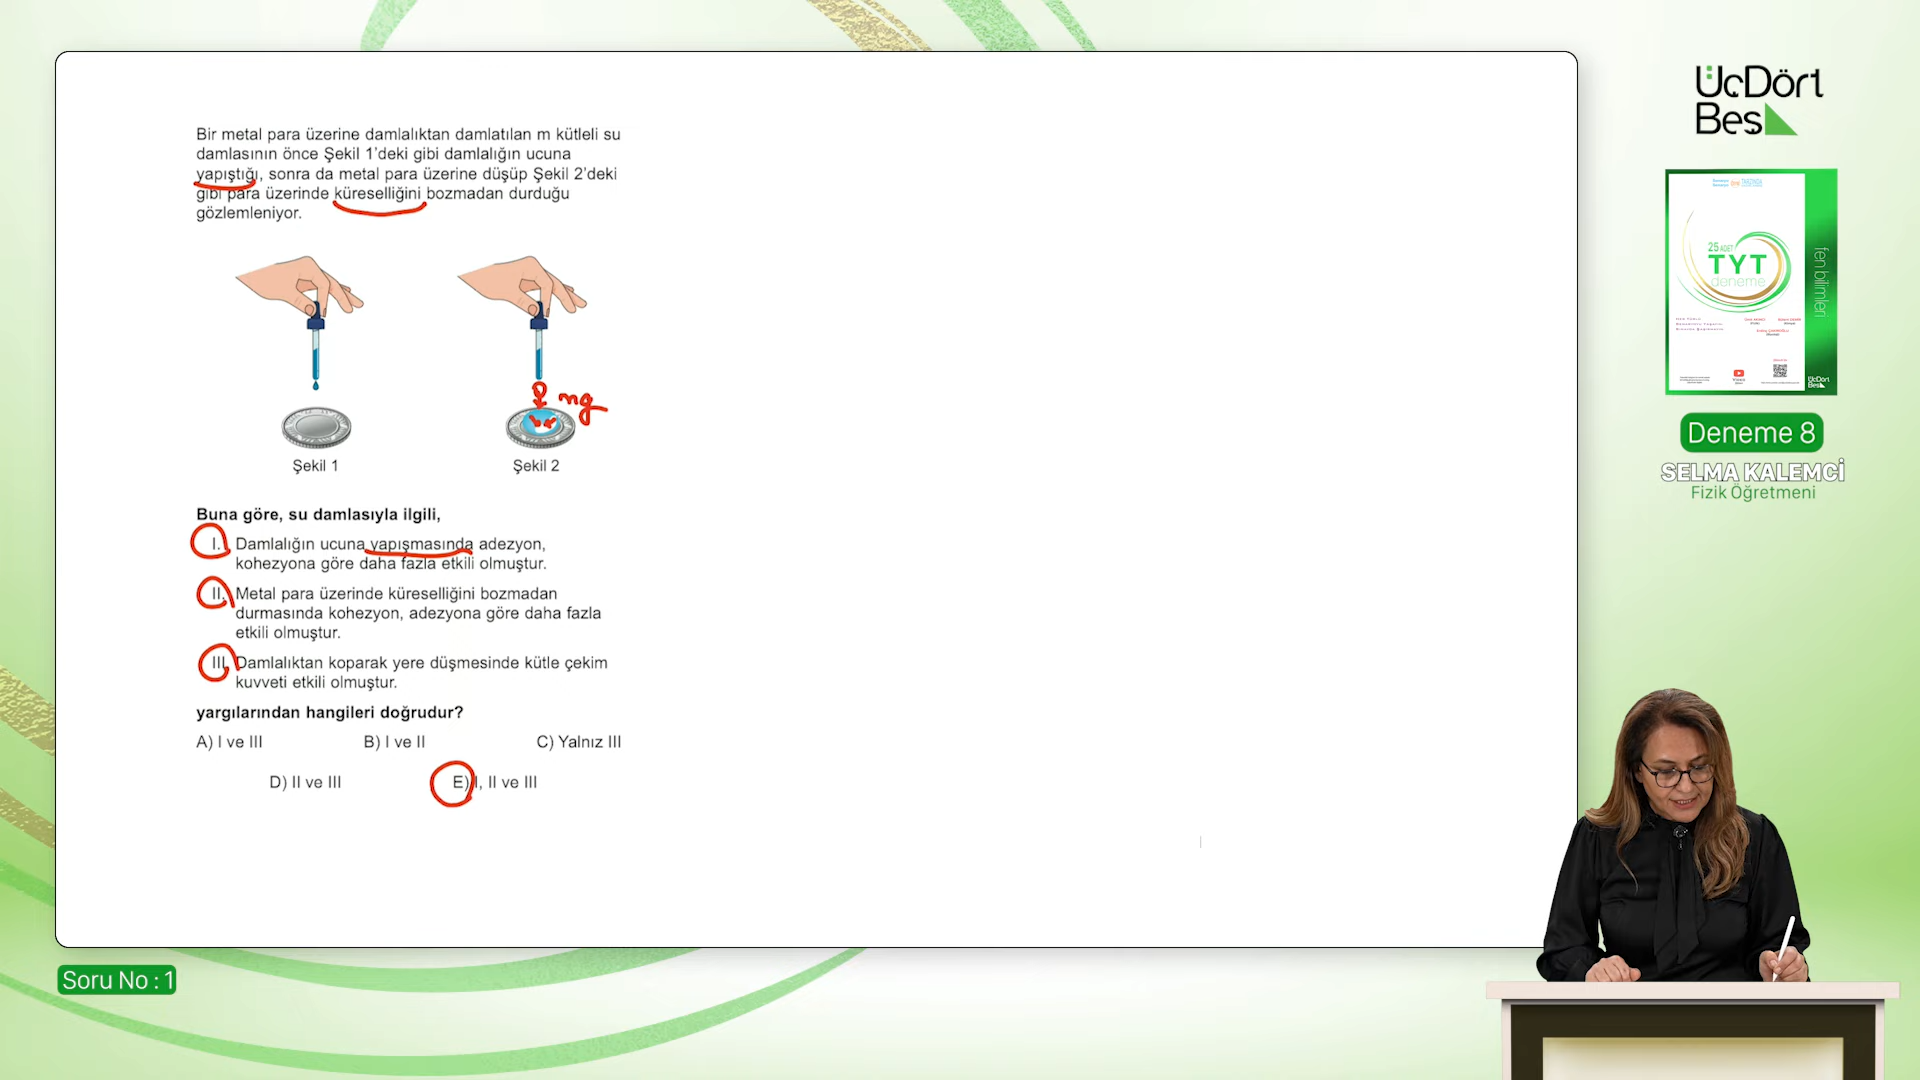 Bir metal para üzerine damlalıktan damlatılan m kütleli su
damlasının önce Şekil 1'deki gibi damlalığın ucuna
yapıştığı, sonra da metal para üzerine düşüp Şekil 2'deki
gibi para üzerinde küreselliğini bozmadan durduğu
gözlemleniyor.
mg
Şekil 1
Şekil 2
Buna göre, su damlasıyla ilgili,
I. Damlalığın ucuna yapışmasında adezyon,
kohezyona göre daha fazla etkili olmuştur.
II. Metal para üzerinde küreselliğini bozmadan
durmasında kohezyon, adezyona göre daha fazla
etkili olmuştur.
III. Damlalıktan koparak yere düşmesinde kütle çekim
kuvveti etkili olmuştur.
yargılarından hangileri doğrudur?
A) I ve III
B) I ve II
C) Yalnız III
D) II ve III
E) I, II ve III
Soru No : 1
ÜçDört
Beş
25 ADET
TYT
deneme
fen bilimleri
ÜçDört
Beş
Deneme 8
SELMA KALEMCİ
Fizik Öğretmeni